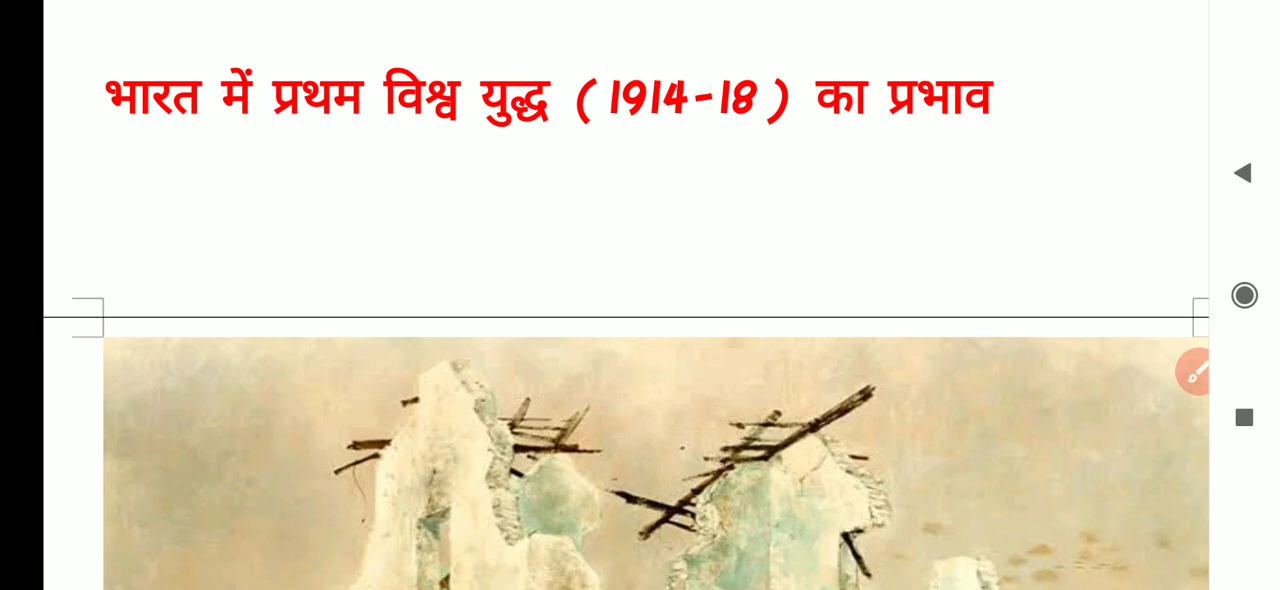 भारत में प्रथम विश्व युद्ध (1914-18) का प्रभाव